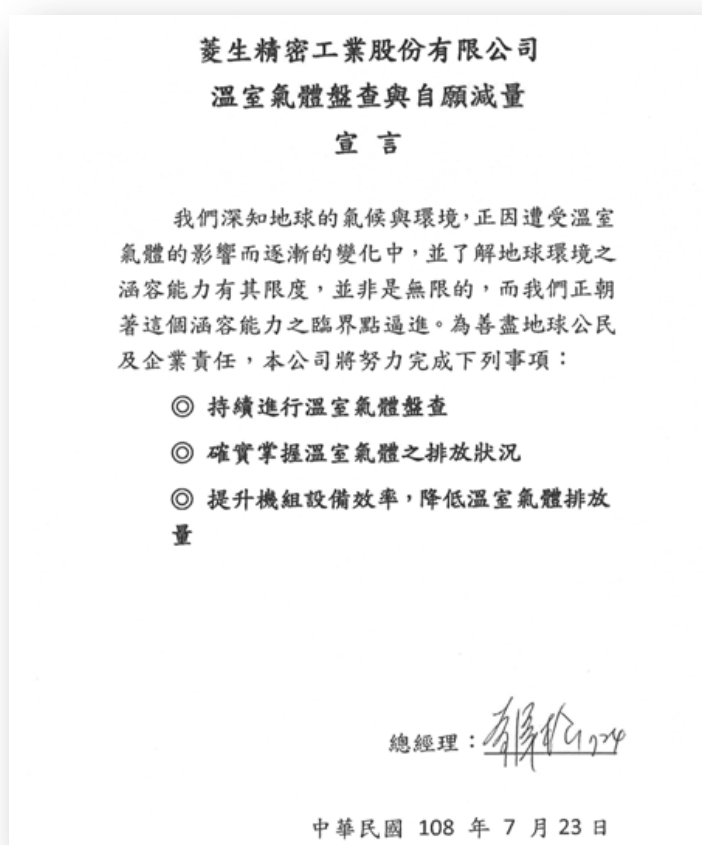 菱生精密工業股份有限公司
溫室氣體盤查與自願減量
宣 言
我們深知地球的氣候與環境，正因遭受溫室
氣體的影響而逐漸的變化中，並了解地球環境之
涵容能力有其限度，並非是無限的，而我們正朝
著這個涵容能力之臨界點逼進。為善盡地球公民
及企業責任，本公司將努力完成下列事項：
◎ 持續進行溫室氣體盤查
◎ 確實掌握溫室氣體之排放狀況
◎ 提升機組設備效率，降低溫室氣體排放
量
總經理：
中華民國 108 年 7 月 23 日